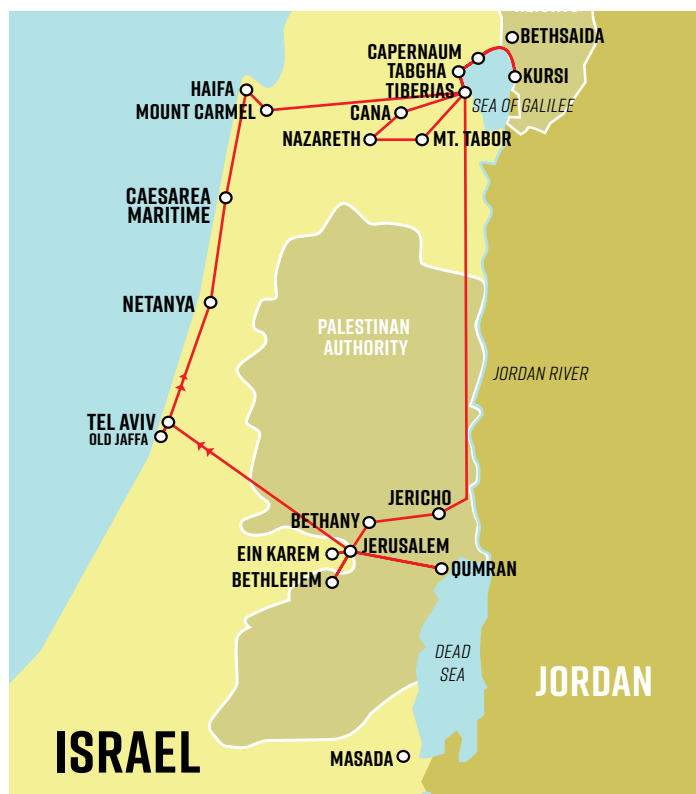 BETHSAIDA
CAPERNAUM
TABGHA
KURSI
HAIFA
TIBERIAS
SEA OF GALILEE
MOUNT CARMEL
CANA
NAZARETH
MT. TABOR
CAESAREA
MARITIME
NETANYA
PALESTINAN
AUTHORITY
JORDAN RIVER
TEL AVIV
OLD JAFFA
JERICHO
BETHANY
EIN KAREM
JERUSALEM
QUMRAN
BETHLEHEM
DEAD
SEA
JORDAN
ISRAEL
MASADA